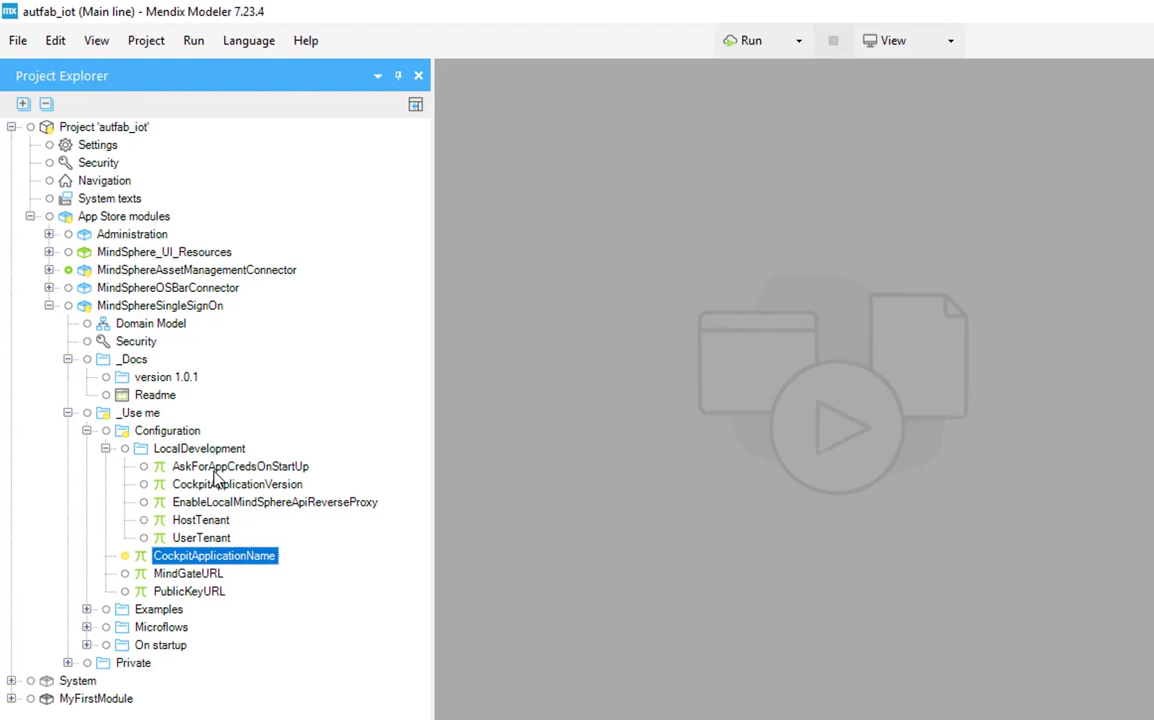 mx autfab_iot (Main line) - Mendix Modeler 7.23.4
File Edit View Project Run Language Help Run View
Project Explorer
Project 'autfab_iot'
Settings
Security
Navigation
System texts
App Store modules
Administration
MindSphere_UI_Resources
MindSphereAssetManagementConnector
MindSphereOSBarConnector
MindSphereSingleSignOn
Domain Model
Security
_Docs
version 1.0.1
Readme
_Use me
Configuration
LocalDevelopment
AskForAppCredsOnStartUp
CockpitApplicationVersion
EnableLocalMindSphereApiReverseProxy
HostTenant
UserTenant
CockpitApplicationName
MindGateURL
PublicKeyURL
Examples
Microflows
On startup
Private
System
MyFirstModule